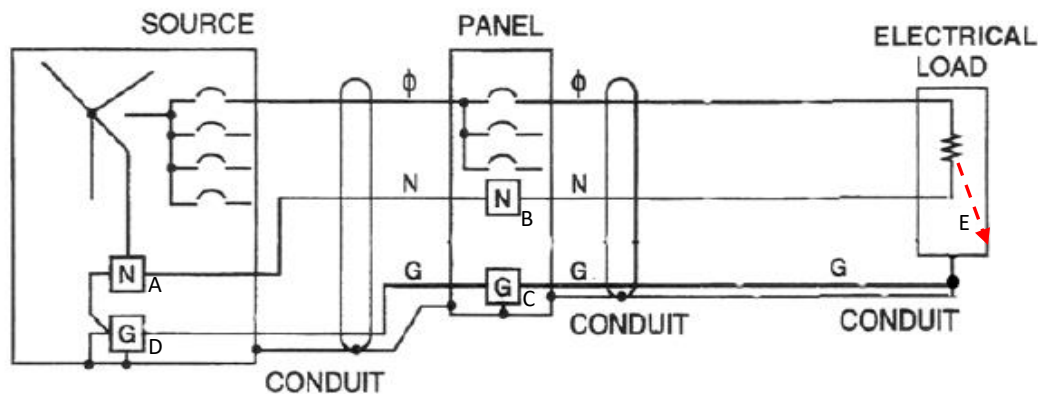 SOURCE
PANEL
ELECTRICAL
LOAD
ϕ
ϕ
N
N
B
N
E
N
A
G
G
C
G
G
G
D
CONDUIT
CONDUIT
CONDUIT